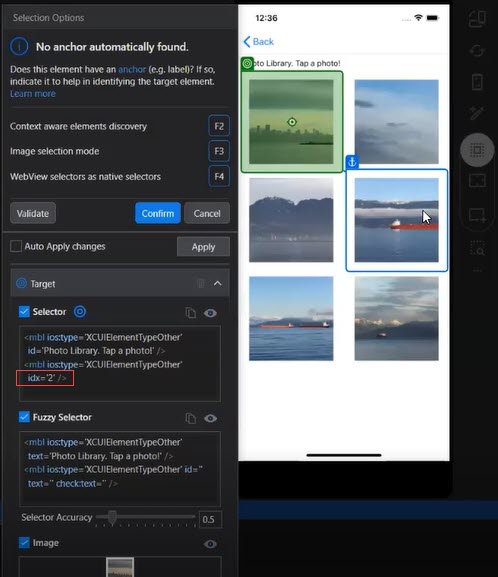 Selection Options
No anchor automatically found.
Does this element have an anchor (e.g. label)? If so,
indicate it to help in identifying the target element.
Learn more
Context aware elements discovery F2
Image selection mode F3
WebView selectors as native selectors F4
Validate Confirm Cancel
Auto Apply changes Apply
Target
Selector
<mbl ios:type='XCUIElementTypeOther'
id='Photo Library. Tap a photo!' />
<mbl ios:type='XCUIElementTypeOther'
idx='2' />
Fuzzy Selector
<mbl ios:type='XCUIElementTypeOther'
text='Photo Library. Tap a photo!' />
<mbl ios:type='XCUIElementTypeOther' id=''
text='' check:text='' />
Selector Accuracy 0.5
Image
12:36
Back
oto Library. Tap a photo!